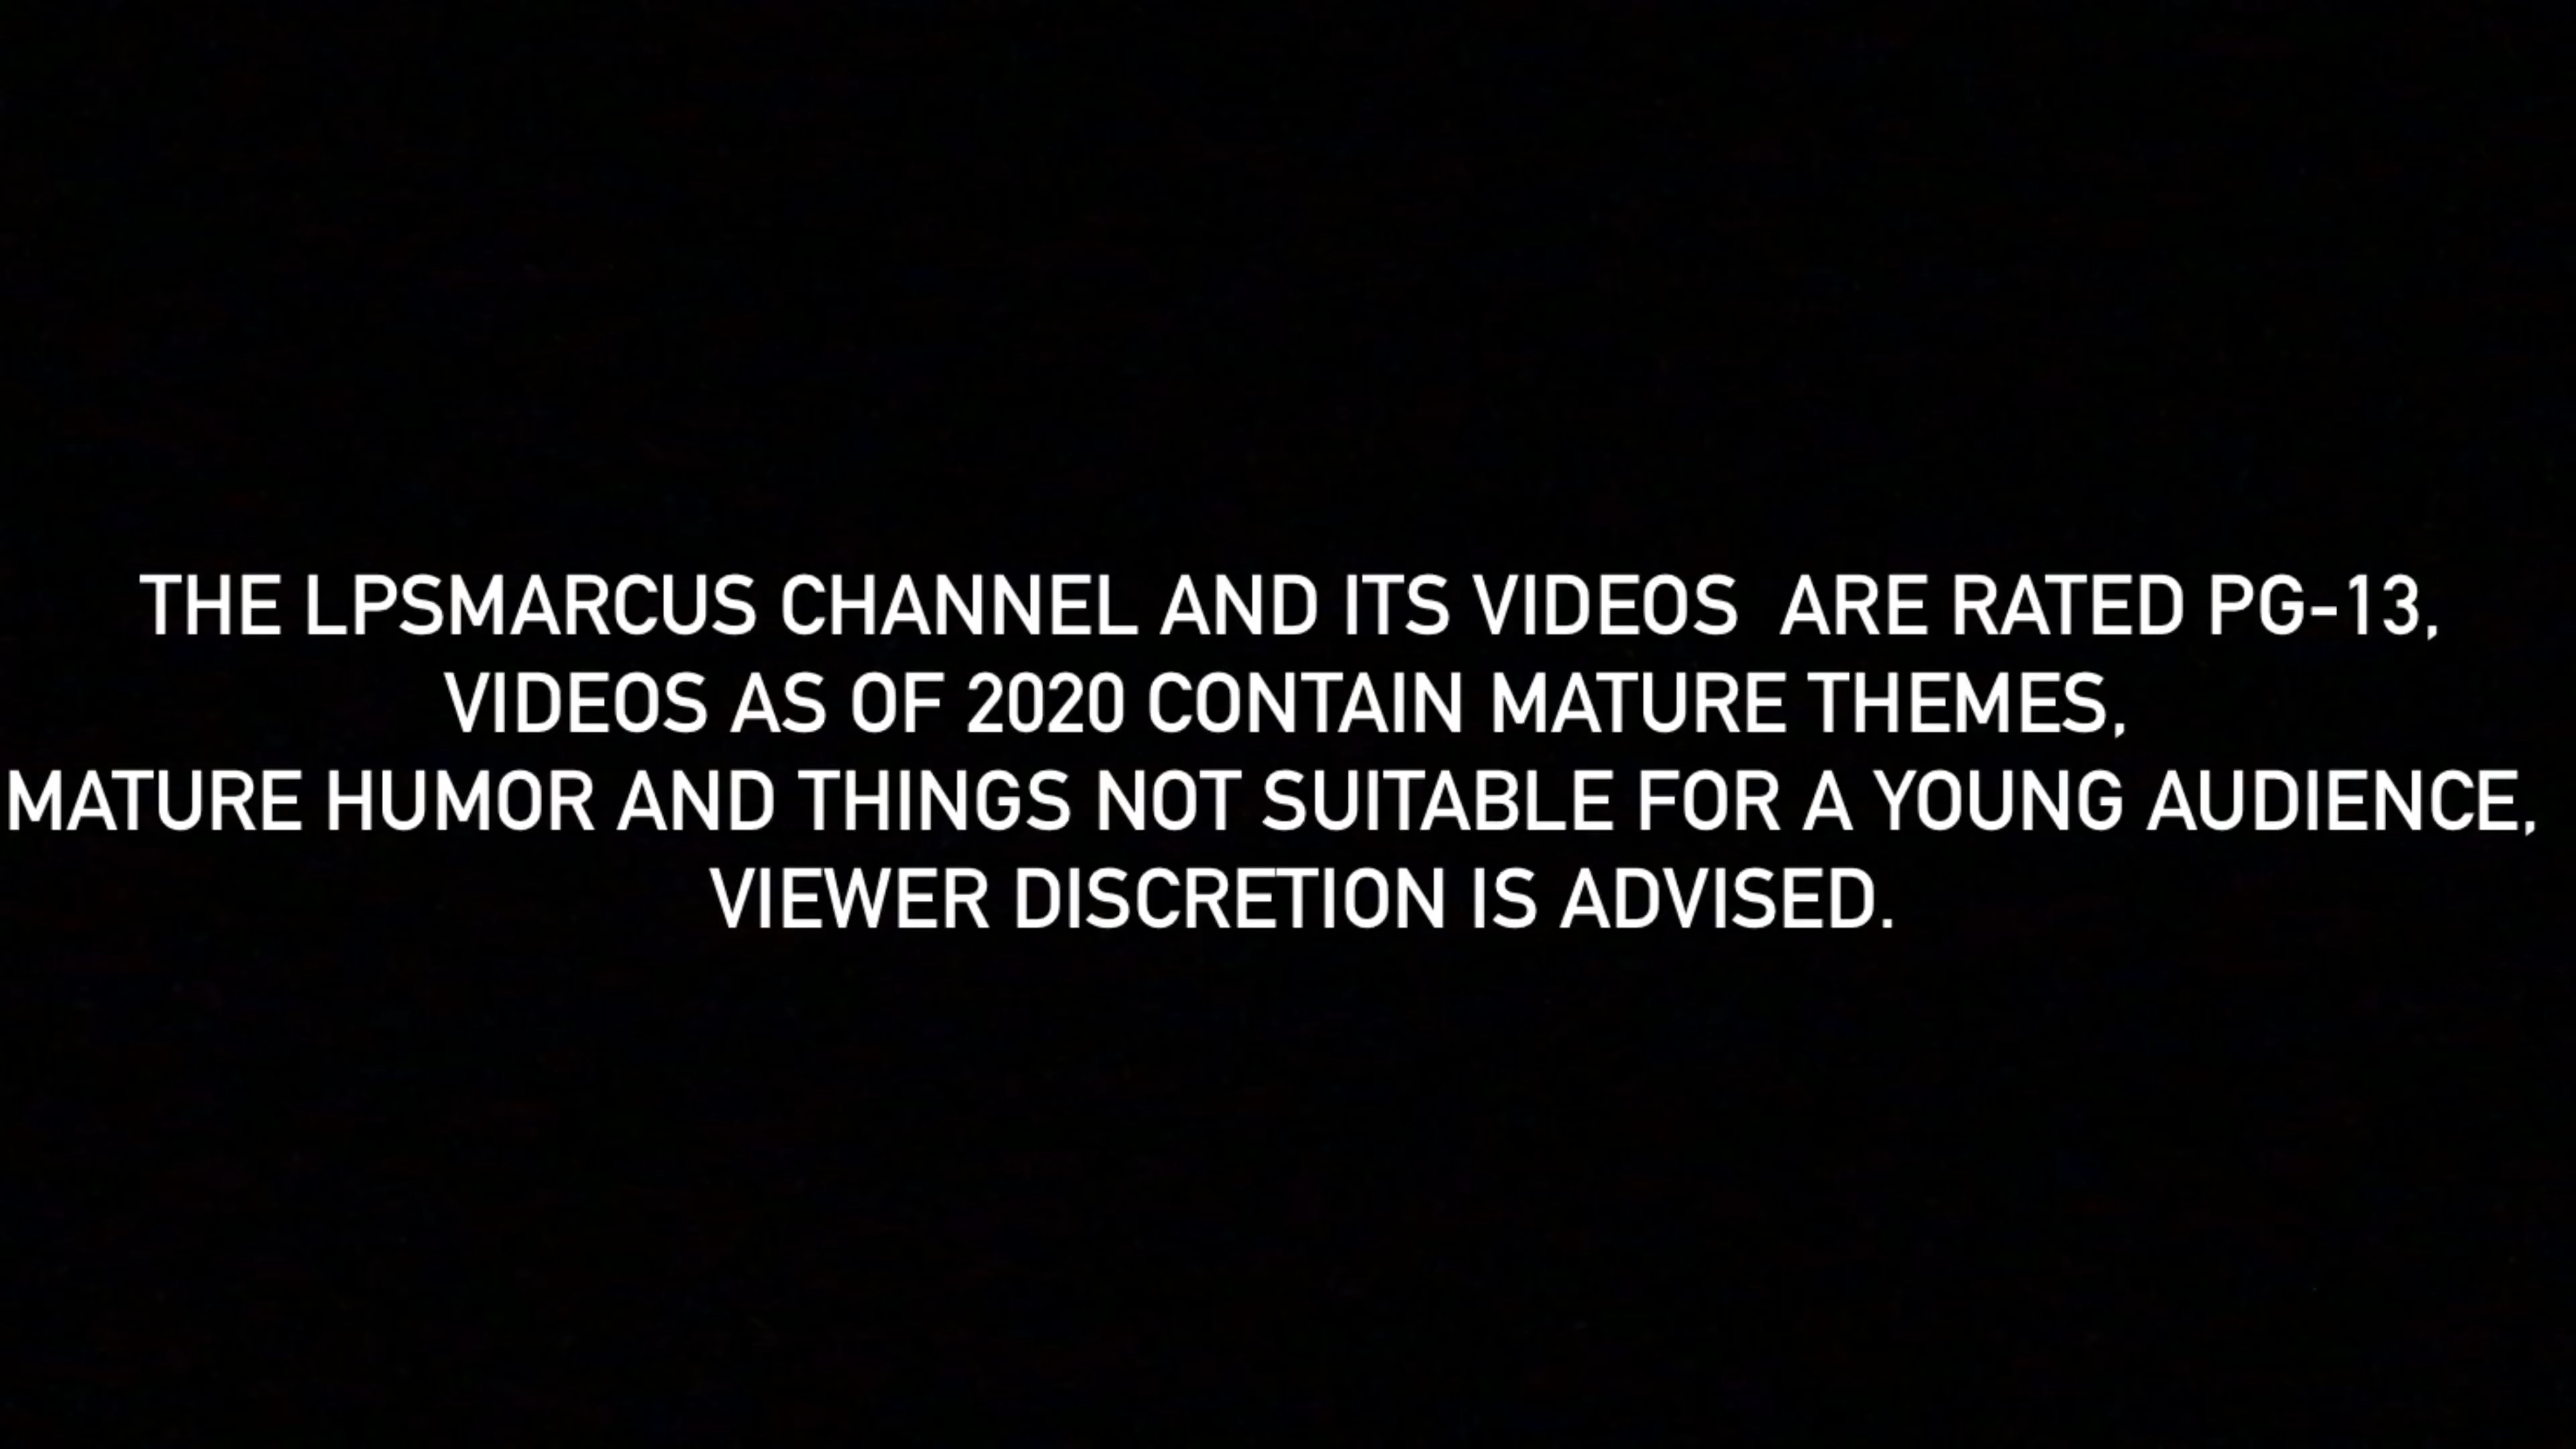 THE LPSMARCUS CHANNEL AND ITS VIDEOS  ARE RATED PG-13,
VIDEOS AS OF 2020 CONTAIN MATURE THEMES,
MATURE HUMOR AND THINGS NOT SUITABLE FOR A YOUNG AUDIENCE,
VIEWER DISCRETION IS ADVISED.